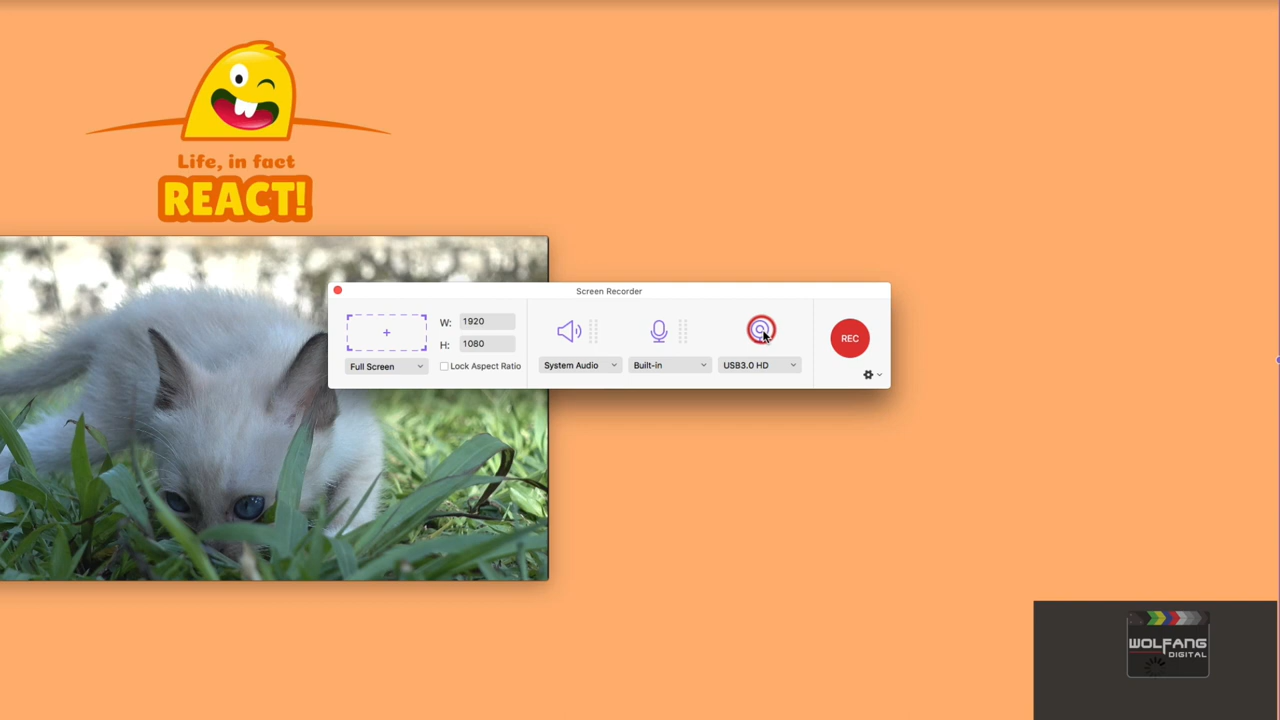 Life, in fact
REACT!
Screen Recorder
W: 1920
H: 1080
Full Screen
Lock Aspect Ratio
System Audio
Built-in
USB3.0 HD
REC
WOLFANG
DIGITAL